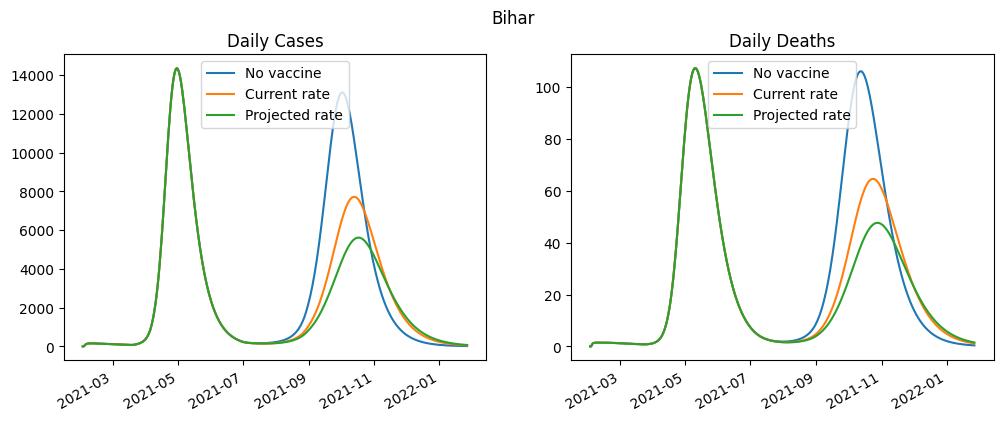 Bihar
Daily Cases
No vaccine
Current rate
Projected rate
14000
12000
10000
8000
6000
4000
2000
0
2021-03
2021-05
2021-07
2021-09
2021-11
2022-01
Daily Deaths
No vaccine
Current rate
Projected rate
100
80
60
40
20
0
2021-03
2021-05
2021-07
2021-09
2021-11
2022-01